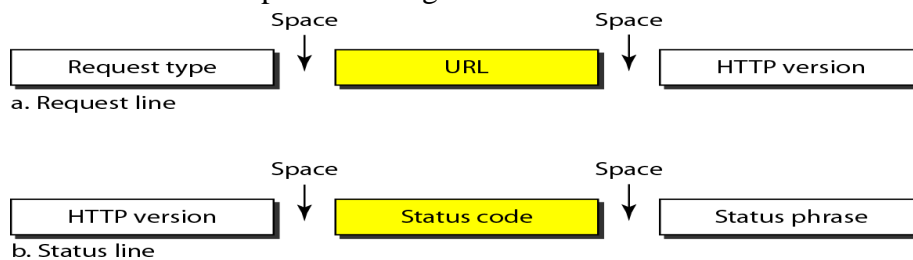 Space Space
Request type URL HTTP version
a. Request line
Space Space
HTTP version Status code Status phrase
b. Status line